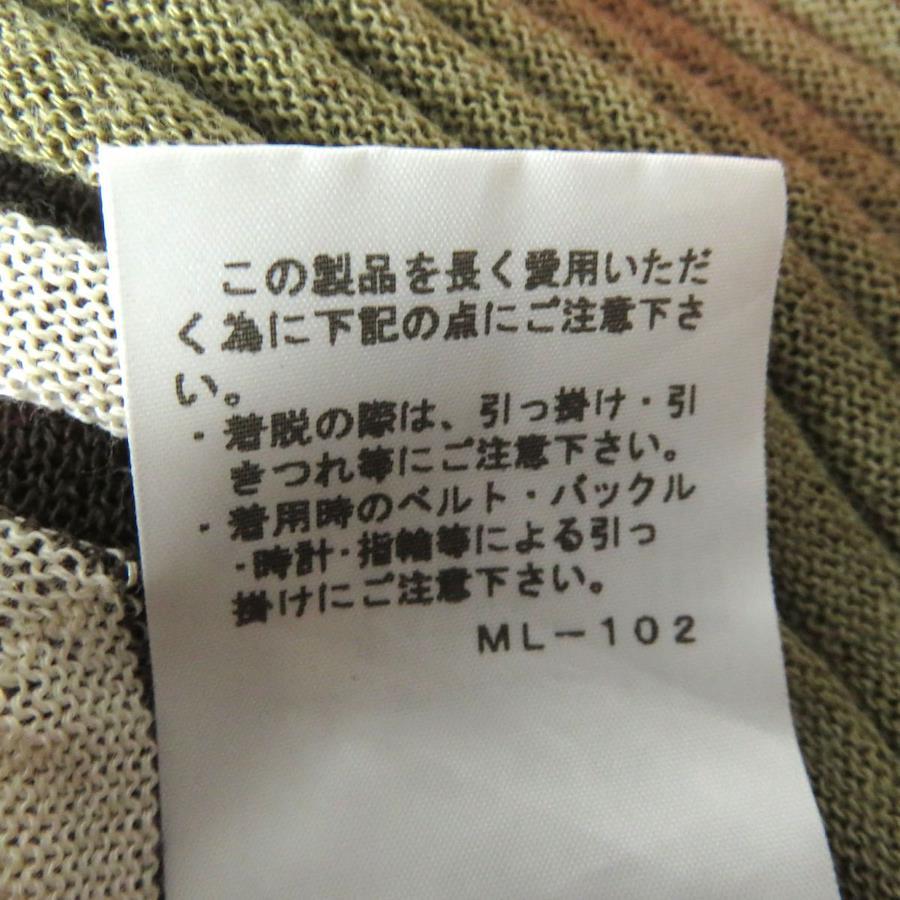 この製品を長く愛用いただ
く為に下記の点にご注意下さ
い。
・着脱の際は、引っ掛け・引
きつれ等にご注意下さい。
・着用時のベルト・バックル
・時計・指輪等による引っ
掛けにご注意下さい。
ML－102